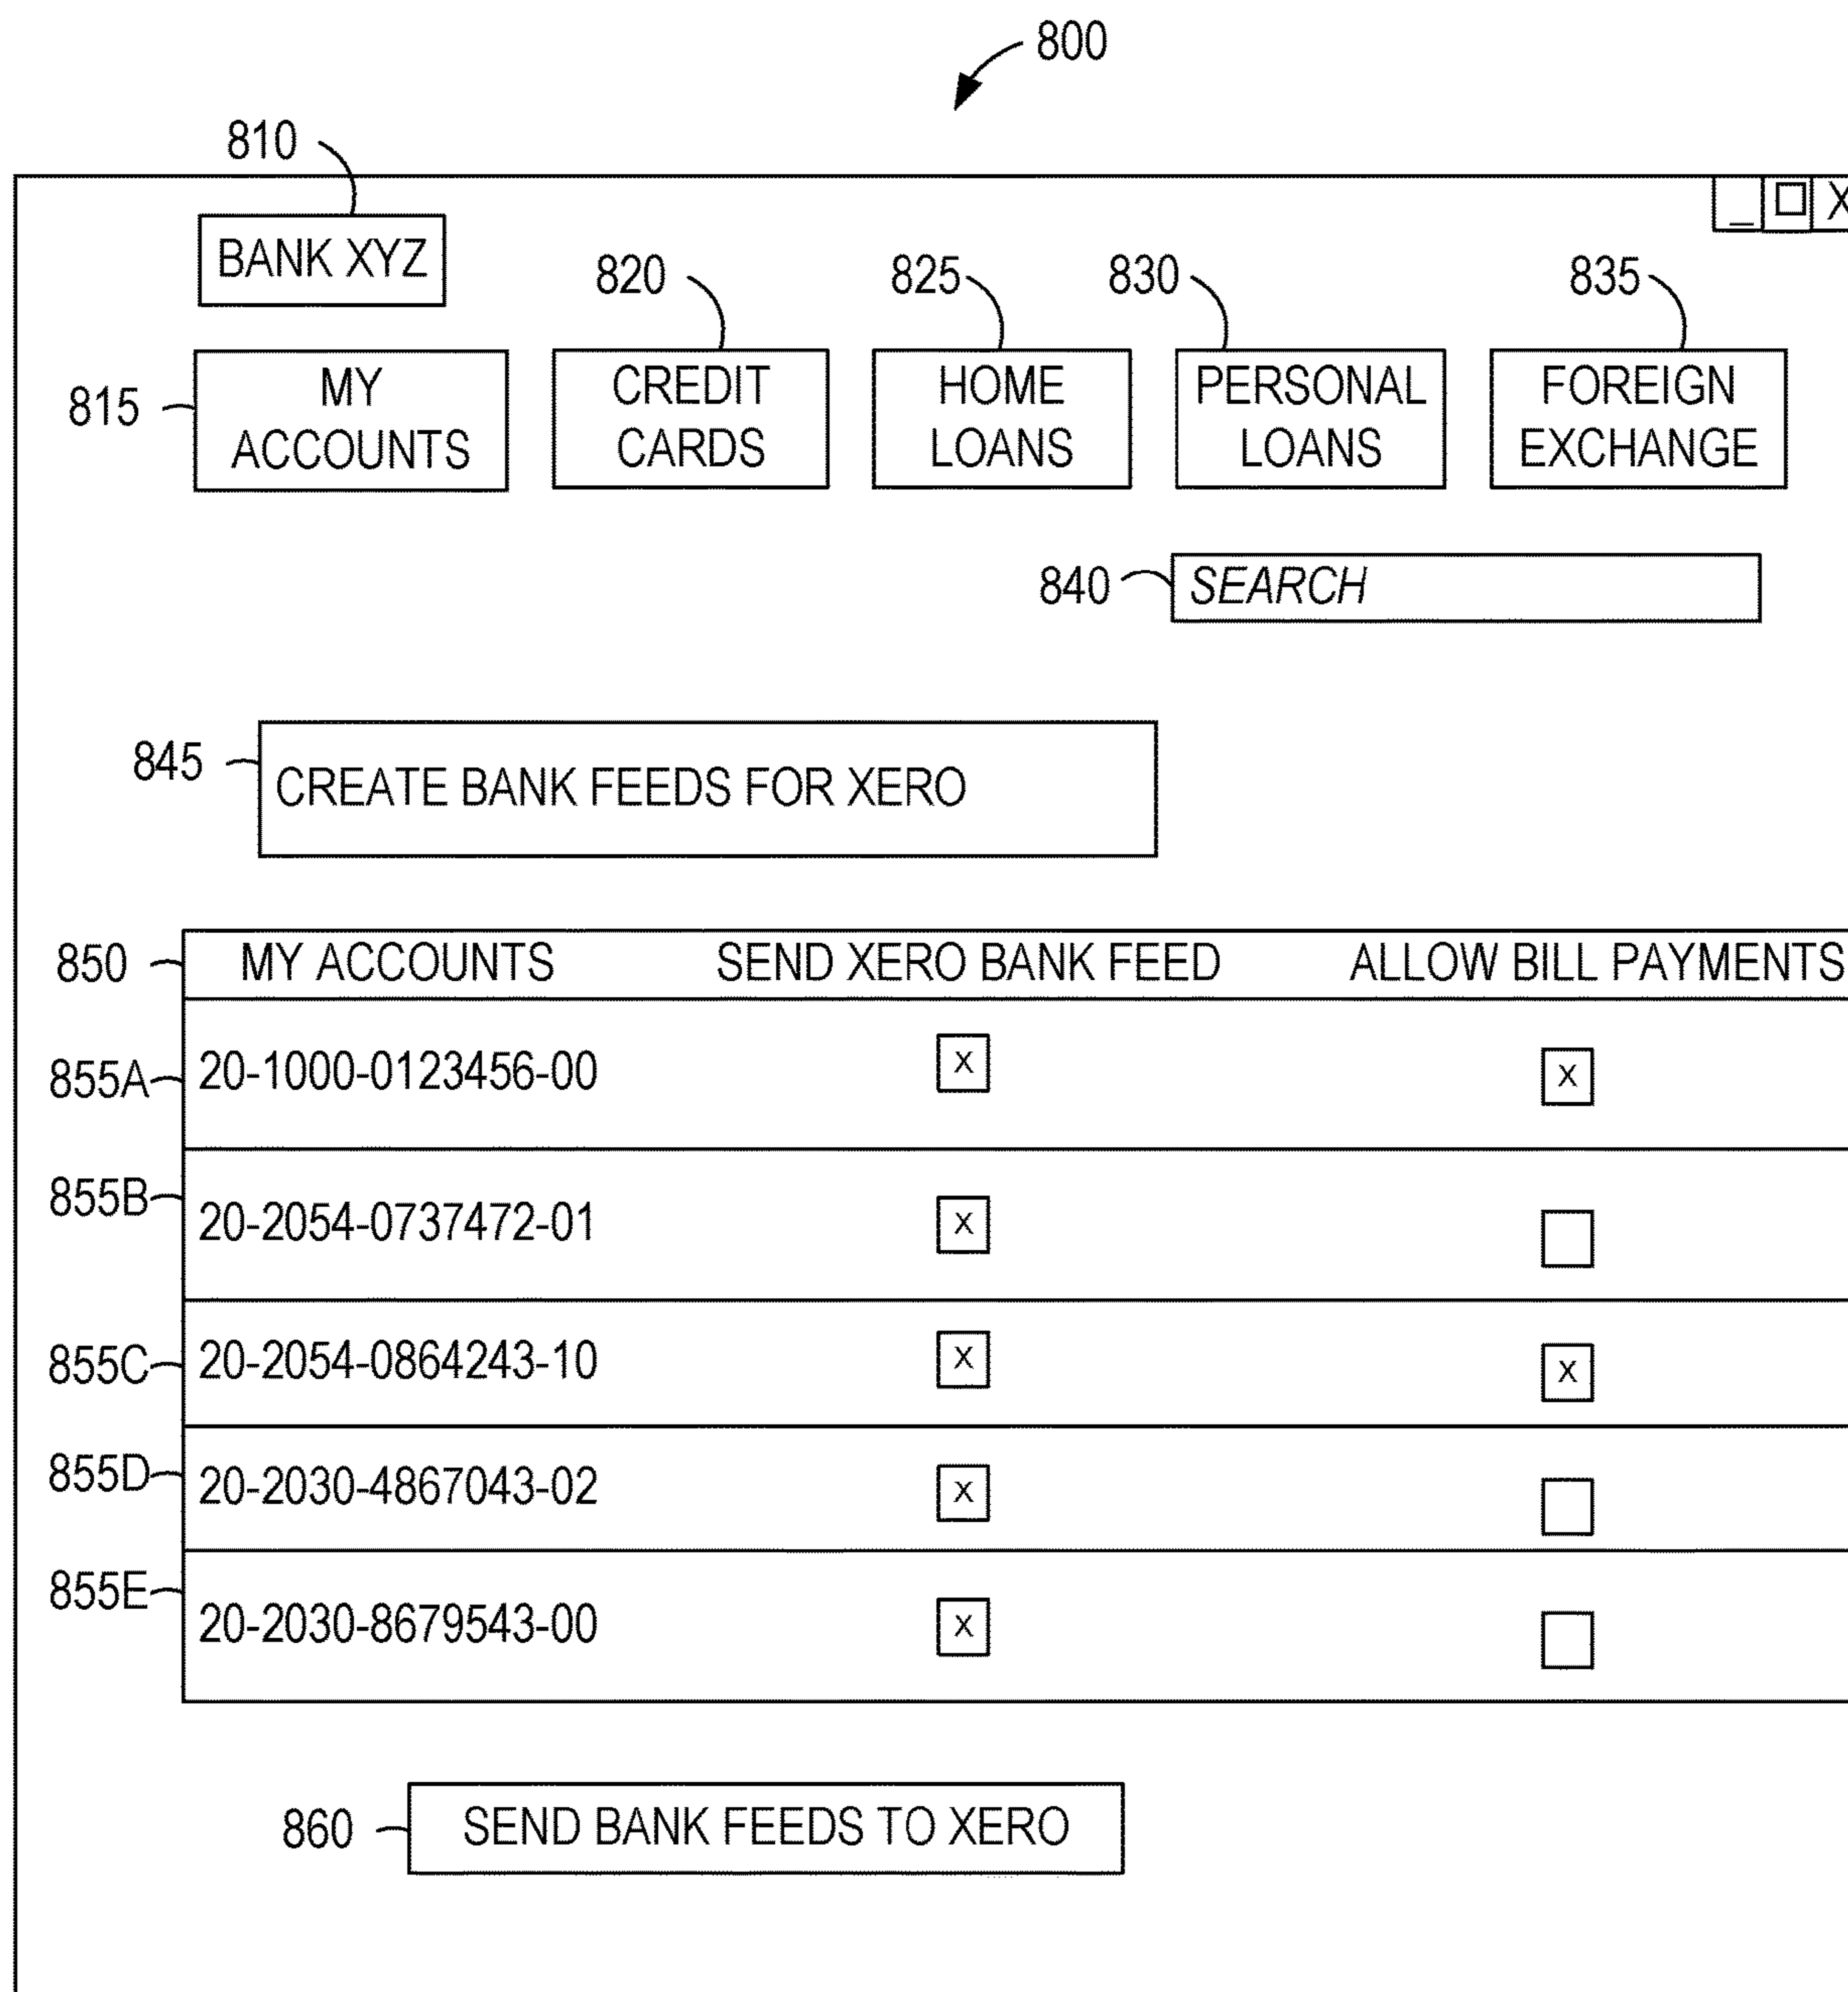 800
810
BANK XYZ
820
825
830
835
815
MY
ACCOUNTS
CREDIT
CARDS
HOME
LOANS
PERSONAL
LOANS
FOREIGN
EXCHANGE
840
SEARCH
845
CREATE BANK FEEDS FOR XERO
850 MY ACCOUNTS SEND XERO BANK FEED ALLOW BILL PAYMENTS
855A 20-1000-0123456-00 X X
855B 20-2054-0737472-01 X
855C 20-2054-0864243-10 X X
855D 20-2030-4867043-02 X
855E 20-2030-8679543-00 X
860 SEND BANK FEEDS TO XERO